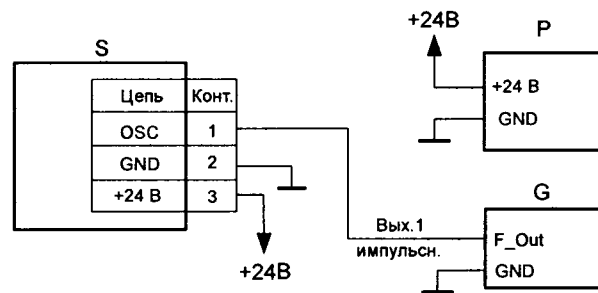 S
Цепь Конт.
OSC 1
GND 2
+24 В 3
+24В
+24В
P
+24 В
GND
G
Вых.1
импульсн.
F_Out
GND